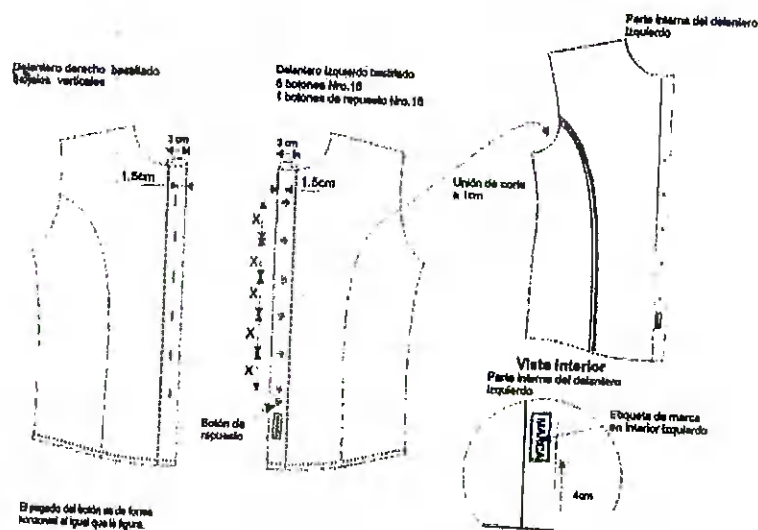 Delantero derecho bastillado
ojales verticales
3 cm
1.5cm
Delantero izquierdo bastillado
6 botones Nro.18
1 botones de repuesto Nro.18
3 cm
1.5cm
X
X
X
X
X
Botón de
repuesto
El pegado del botón es de forma
horizontal al igual que la figura.
Parte interna del delantero
Izquierdo
Unión de corte
a 1cm
Vista Interior
Parte interna del delantero
Izquierdo
MARCA
Etiqueta de marca
en interior izquierdo
4cm